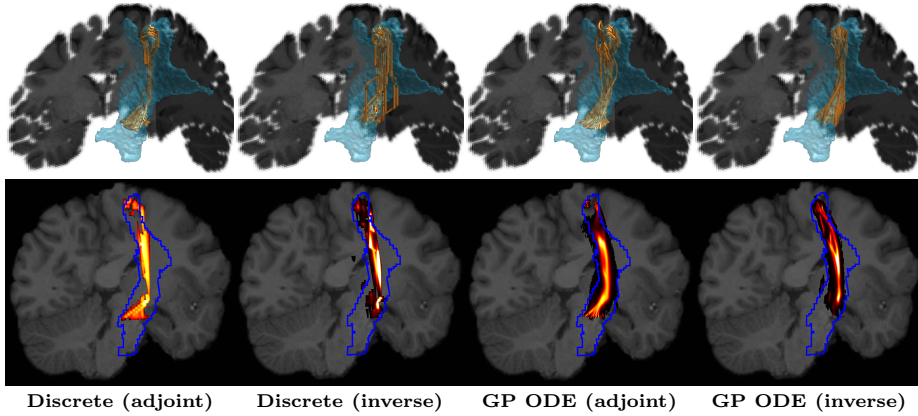 Discrete (adjoint) Discrete (inverse) GP ODE (adjoint) GP ODE (inverse)